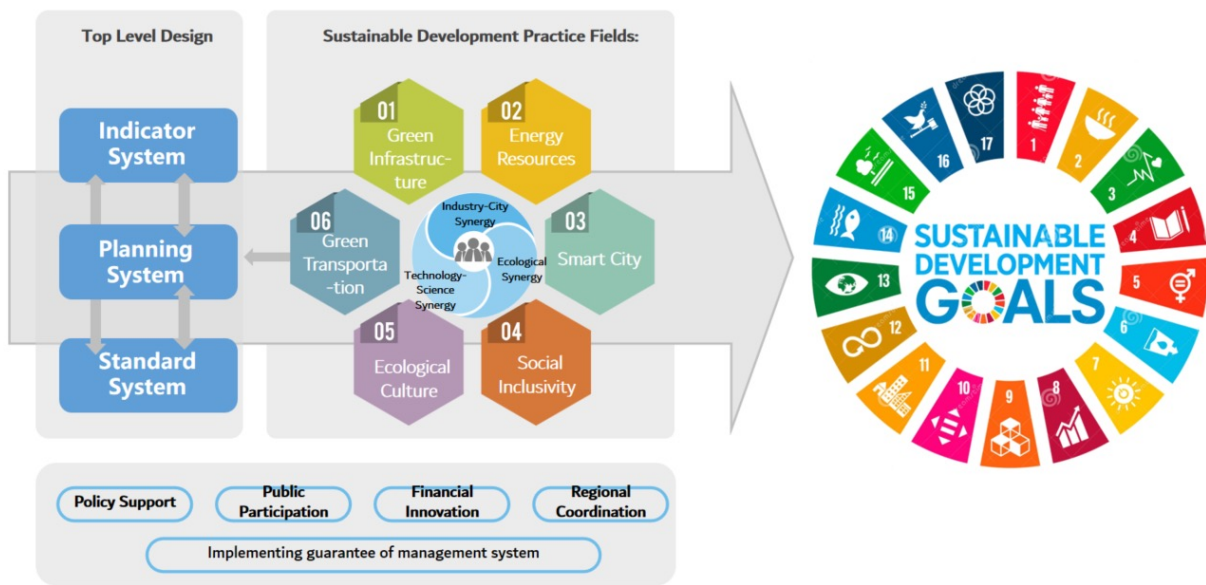 Top Level Design
Sustainable Development Practice Fields:
Indicator
System
Planning
System
Standard
System
01
Green
Infrastruc-
ture
02
Energy
Resources
03
Smart City
04
Social
Inclusivity
05
Ecological
Culture
06
Green
Transporta
-tion
Industry-City
Synergy
Ecological
Synergy
Technology-
Science
Synergy
1
2
3
4
5
6
7
8
9
10
11
12
13
14
15
16
17
SUSTAINABLE
DEVELOPMENT
GOALS
Policy Support
Public
Participation
Financial
Innovation
Regional
Coordination
Implementing guarantee of management system